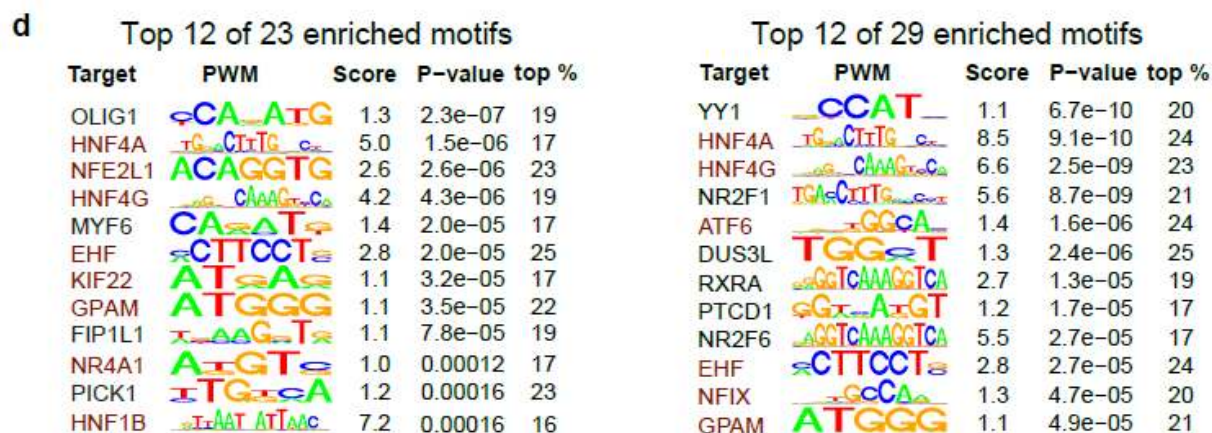 d
Top 12 of 23 enriched motifs
Target PWM Score P-value top %
OLIG1 1.3 2.3e-07 19
HNF4A 5.0 1.5e-06 17
NFE2L1 ACAGGTG 2.6 2.6e-06 23
HNF4G 4.2 4.3e-06 19
MYF6 1.4 2.0e-05 17
EHF CTTCCT 2.8 2.0e-05 25
KIF22 1.1 3.2e-05 17
GPAM ATGGG 1.1 3.5e-05 22
FIP1L1 1.1 7.8e-05 19
NR4A1 1.0 0.00012 17
PICK1 1.2 0.00016 23
HNF1B 7.2 0.00016 16
Top 12 of 29 enriched motifs
Target PWM Score P-value top %
YY1 CCAT 1.1 6.7e-10 20
HNF4A 8.5 9.1e-10 24
HNF4G 6.6 2.5e-09 23
NR2F1 5.6 8.7e-09 21
ATF6 1.4 1.6e-06 24
DUS3L 1.3 2.4e-06 25
RXRA GGTCAAAGGTCA 2.7 1.3e-05 19
PTCD1 1.2 1.7e-05 17
NR2F6 GGTCAAAGGTCA 5.5 2.7e-05 17
EHF CTTCCT 2.8 2.7e-05 24
NFIX 1.3 4.7e-05 20
GPAM ATGGG 1.1 4.9e-05 21